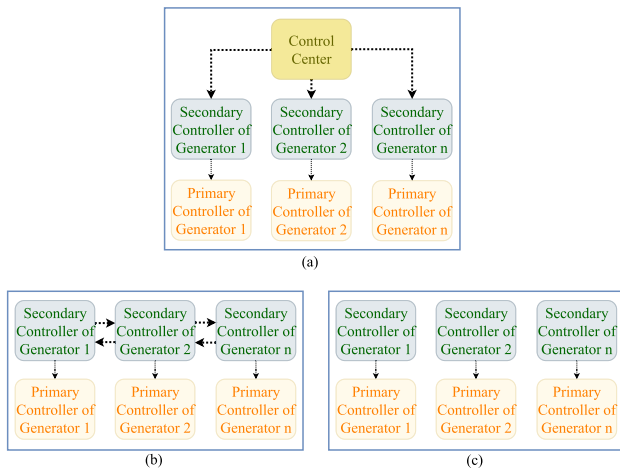 Control
Center
Secondary
Controller of
Generator 1
Secondary
Controller of
Generator 2
Secondary
Controller of
Generator n
Primary
Controller of
Generator 1
Primary
Controller of
Generator 2
Primary
Controller of
Generator n
(a)
Secondary
Controller of
Generator 1
Secondary
Controller of
Generator 2
Secondary
Controller of
Generator n
Primary
Controller of
Generator 1
Primary
Controller of
Generator 2
Primary
Controller of
Generator n
(b)
Secondary
Controller of
Generator 1
Secondary
Controller of
Generator 2
Secondary
Controller of
Generator n
Primary
Controller of
Generator 1
Primary
Controller of
Generator 2
Primary
Controller of
Generator n
(c)